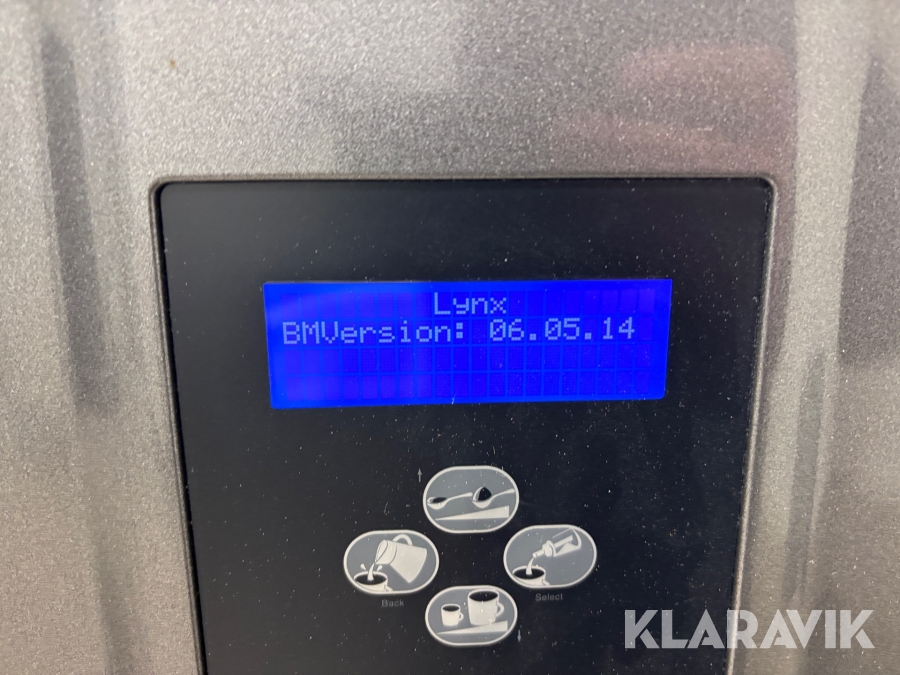 Lynx
BMVersion: 06.05.14
Back
Select
KLARAVIK